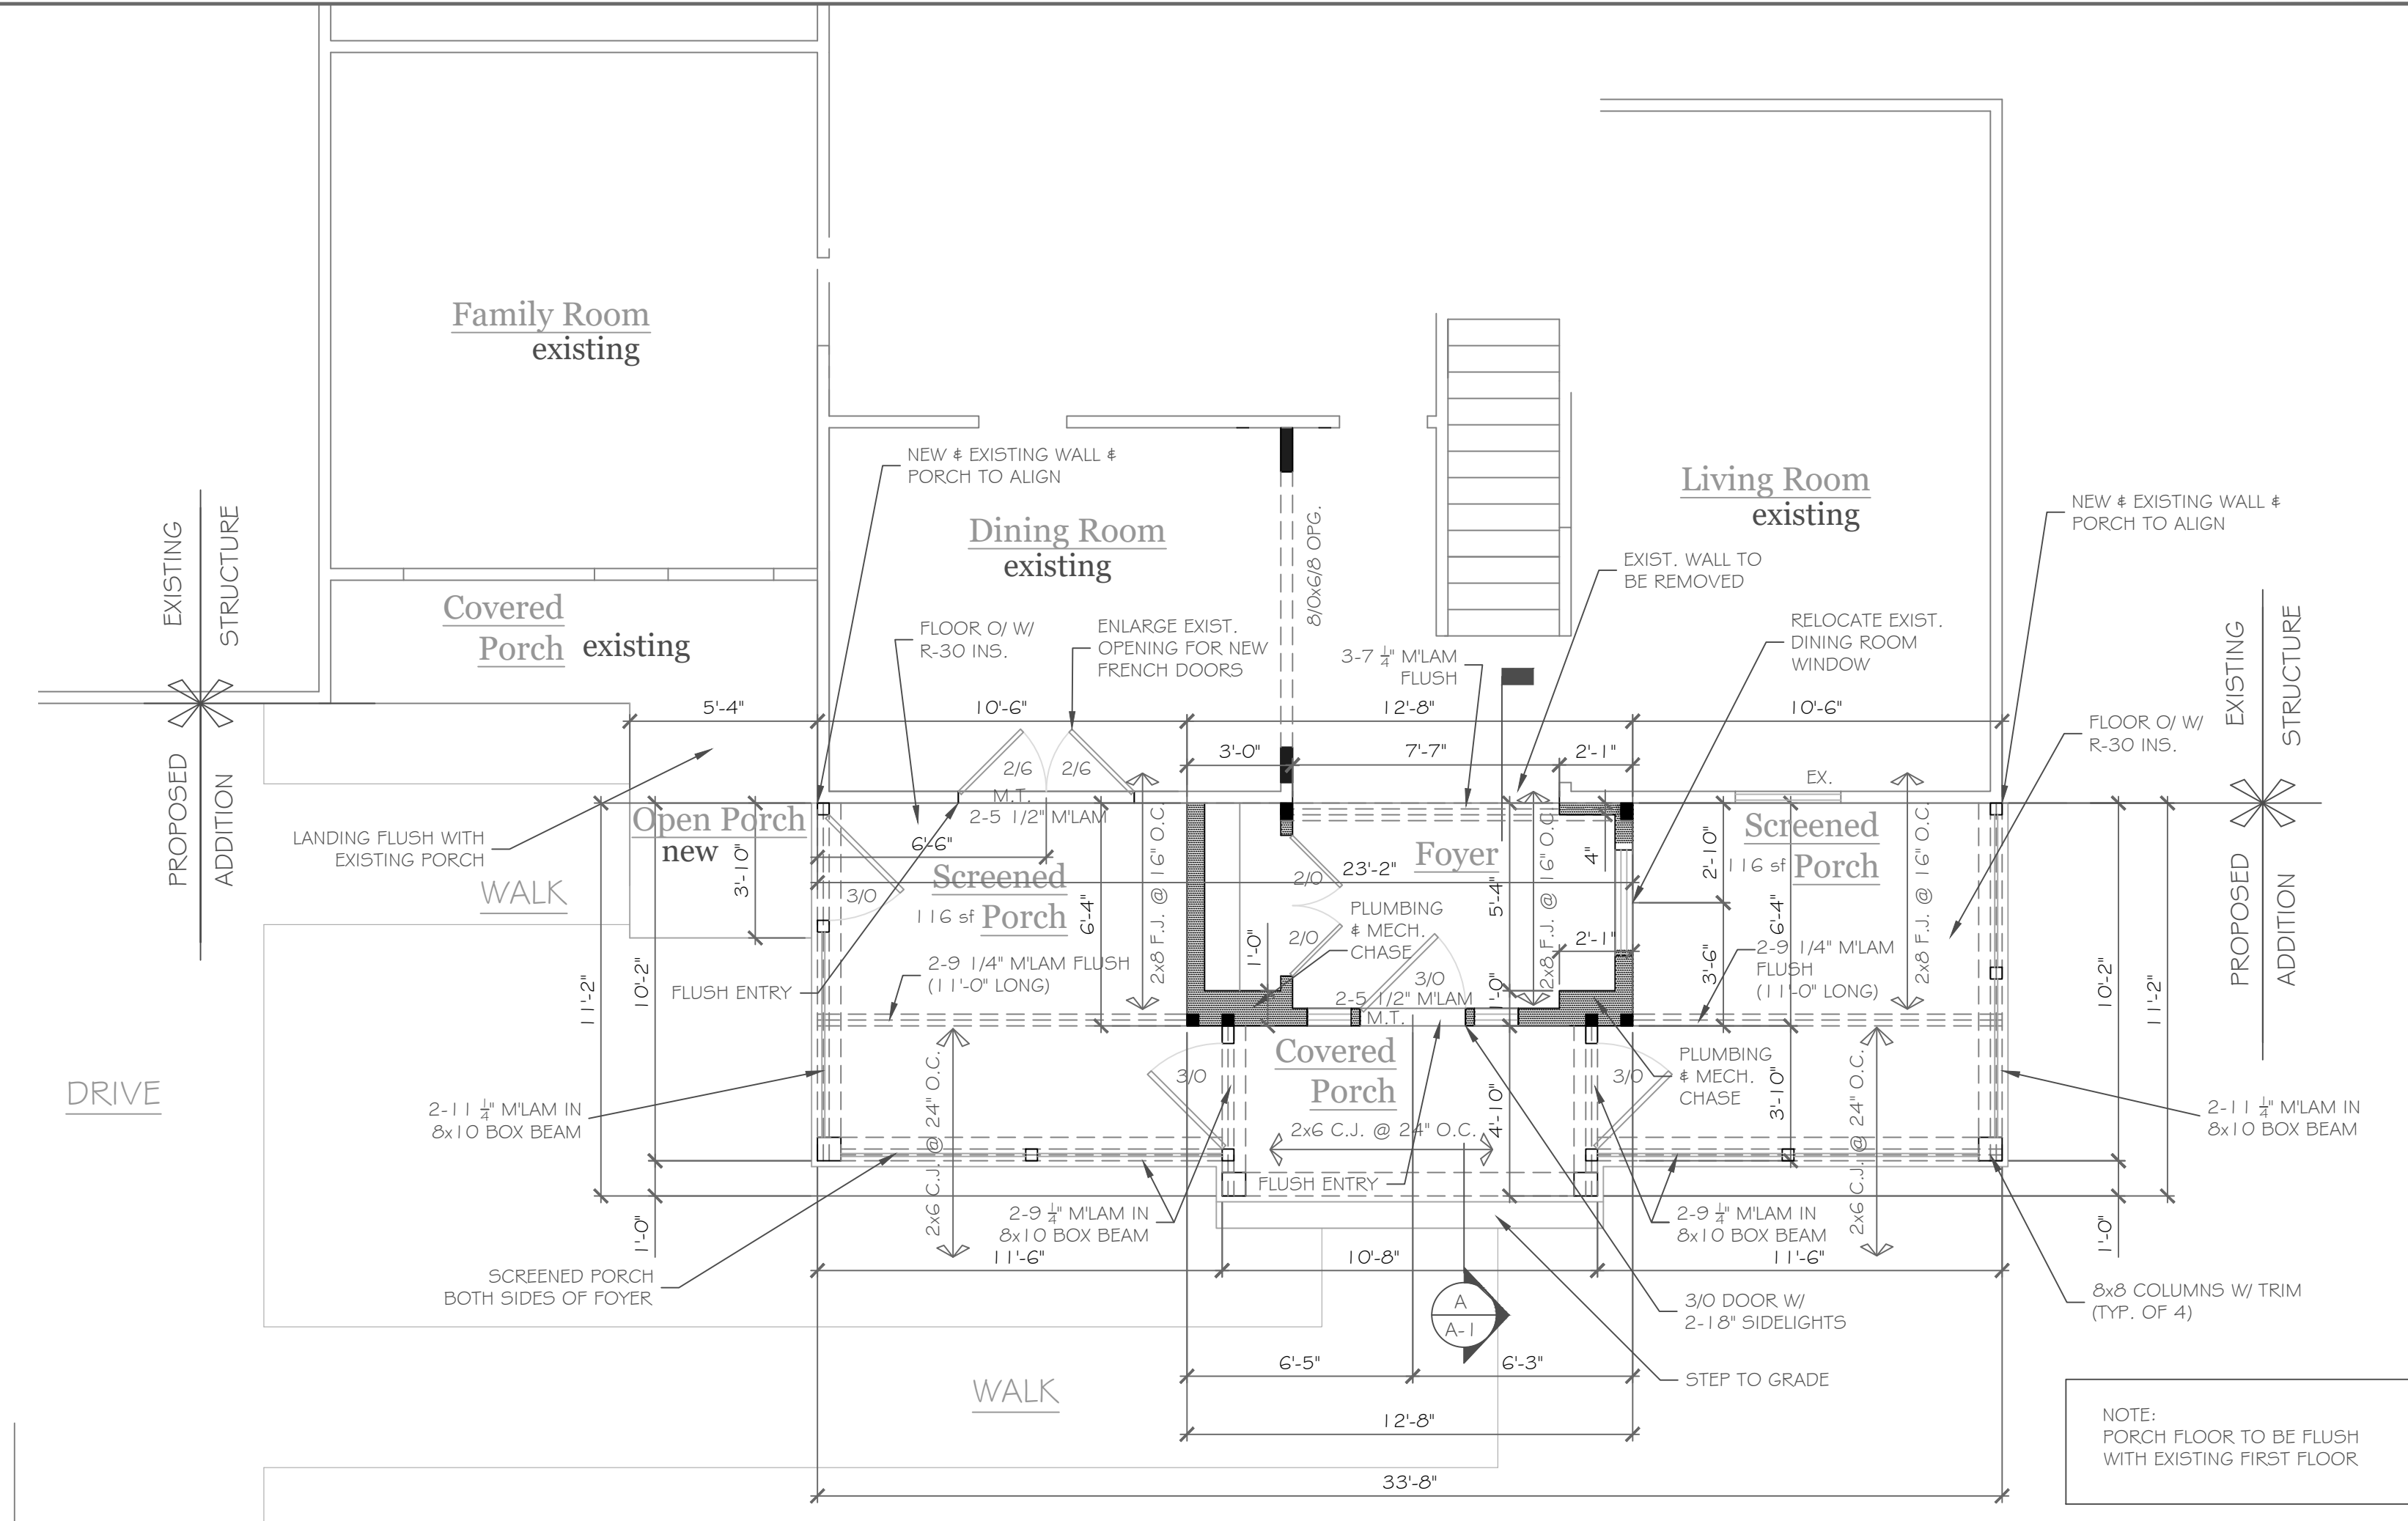 Family Room
existing
NEW & EXISTING WALL &
PORCH TO ALIGN
Living Room
existing
NEW & EXISTING WALL &
PORCH TO ALIGN
EXISTING
STRUCTURE
Dining Room
existing
8/0x6/8 OPG.
EXIST. WALL TO
BE REMOVED
Covered
Porch existing
FLOOR O/ W/
R-30 INS.
ENLARGE EXIST.
OPENING FOR NEW
FRENCH DOORS
3-7 1/4" M'LAM
FLUSH
RELOCATE EXIST.
DINING ROOM
WINDOW
EXISTING
STRUCTURE
5'-4"
10'-6"
12'-8"
10'-6"
FLOOR O/ W/
R-30 INS.
3'-0"
7'-7"
2'-1"
PROPOSED
ADDITION
2/6
2/6
M.T.
2-5 1/2" M'LAM
EX.
LANDING FLUSH WITH
EXISTING PORCH
Open Porch
new
3'-10"
6'-6"
2x8 F.J. @ 16" O.C.
Foyer
2x8 F.J. @ 16" O.C.
4"
2'-10"
Screened
116 sf Porch
2x8 F.J. @ 16" O.C.
PROPOSED
ADDITION
WALK
3/0
Screened
116 sf Porch
6'-4"
2/0
23'-2"
5'-4"
6'-4"
PLUMBING
& MECH.
CHASE
2/0
1'-0"
2'-1"
3'-6"
2-9 1/4" M'LAM
FLUSH
(11'-0" LONG)
2-9 1/4" M'LAM FLUSH
(11'-0" LONG)
FLUSH ENTRY
11'-2"
10'-2"
3/0
2-5 1/2" M'LAM
M.T.
1'-0"
10'-2"
11'-2"
Covered
Porch
PLUMBING
& MECH.
CHASE
DRIVE
3/0
3/0
3'-10"
4'-10"
2-11 1/4" M'LAM IN
8x10 BOX BEAM
2x6 C.J. @ 24" O.C.
2x6 C.J. @ 24" O.C.
2x6 C.J. @ 24" O.C.
2-11 1/4" M'LAM IN
8x10 BOX BEAM
FLUSH ENTRY
2-9 1/4" M'LAM IN
8x10 BOX BEAM
2-9 1/4" M'LAM IN
8x10 BOX BEAM
1'-0"
1'-0"
11'-6"
10'-8"
11'-6"
SCREENED PORCH
BOTH SIDES OF FOYER
A
A-1
3/0 DOOR W/
2-18" SIDELIGHTS
8x8 COLUMNS W/ TRIM
(TYP. OF 4)
6'-5"
6'-3"
STEP TO GRADE
WALK
12'-8"
33'-8"
NOTE:
PORCH FLOOR TO BE FLUSH
WITH EXISTING FIRST FLOOR